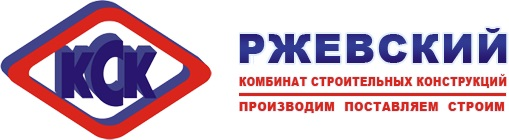 КСК
РЖЕВСКИЙ
КОМБИНАТ СТРОИТЕЛЬНЫХ КОНСТРУКЦИЙ
ПРОИЗВОДИМ ПОСТАВЛЯЕМ СТРОИМ